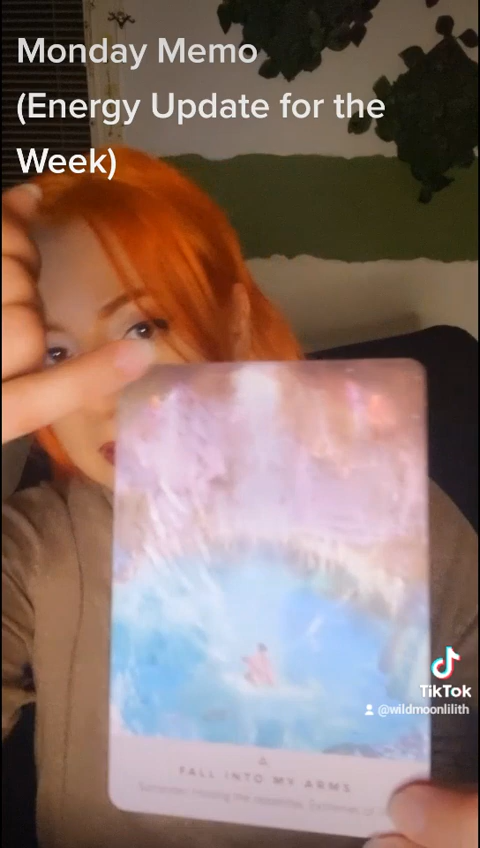 Monday Memo
(Energy Update for the
Week)
TikTok
@wildmoonlilith
FALL INTO MY ARMS